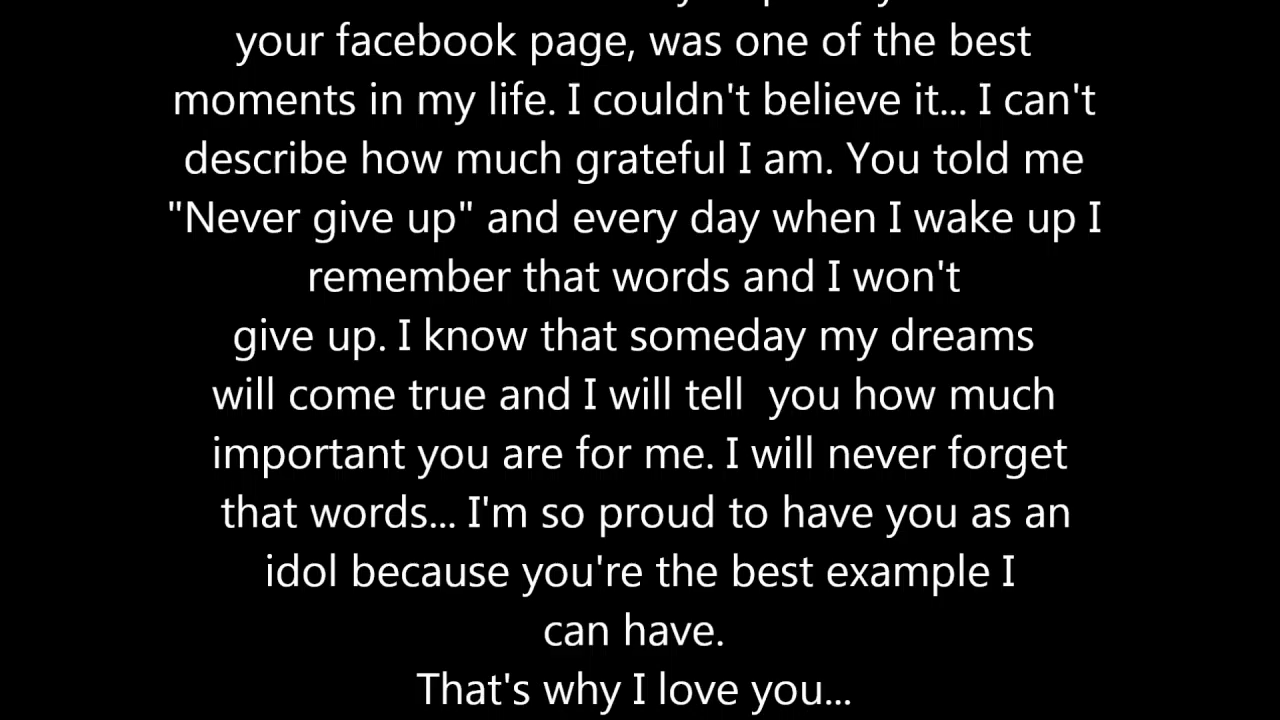 your facebook page, was one of the best
moments in my life. I couldn't believe it... I can't
describe how much grateful I am. You told me
"Never give up" and every day when I wake up I
remember that words and I won't
give up. I know that someday my dreams
will come true and I will tell  you how much
important you are for me. I will never forget
that words... I'm so proud to have you as an
idol because you're the best example I
can have.
That's why I love you...